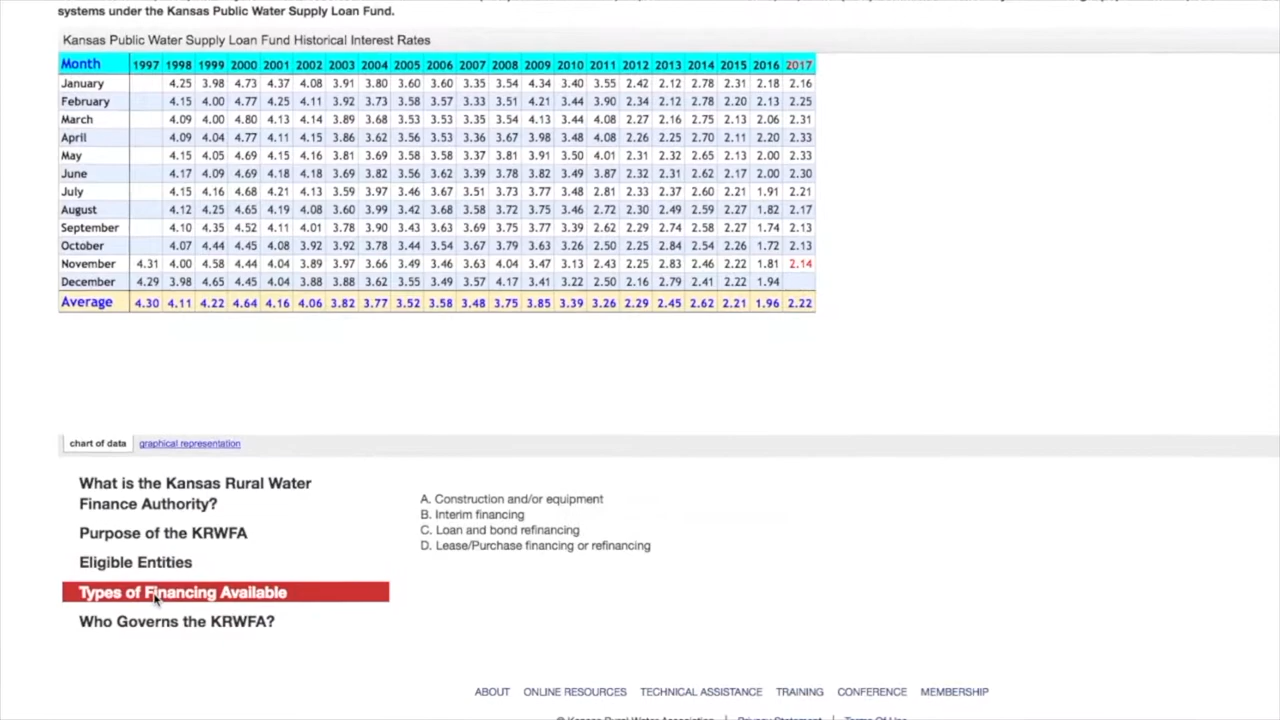 systems under the Kansas Public Water Supply Loan Fund.
Kansas Public Water Supply Loan Fund Historical Interest Rates
Month 1997 1998 1999 2000 2001 2002 2003 2004 2005 2006 2007 2008 2009 2010 2011 2012 2013 2014 2015 2016 2017
January 4.25 3.98 4.73 4.37 4.08 3.91 3.80 3.60 3.60 3.35 3.54 4.34 3.40 3.55 2.42 2.12 2.78 2.31 2.18 2.16
February 4.15 4.00 4.77 4.25 4.11 3.92 3.73 3.58 3.57 3.33 3.51 4.21 3.44 3.90 2.34 2.12 2.78 2.20 2.13 2.25
March 4.09 4.00 4.80 4.13 4.14 3.89 3.68 3.53 3.53 3.35 3.54 4.13 3.44 4.08 2.27 2.16 2.75 2.13 2.06 2.31
April 4.09 4.04 4.77 4.11 4.15 3.86 3.62 3.56 3.53 3.36 3.67 3.98 3.48 4.08 2.26 2.25 2.70 2.11 2.20 2.33
May 4.15 4.05 4.69 4.15 4.16 3.81 3.69 3.58 3.58 3.37 3.81 3.91 3.50 4.01 2.31 2.32 2.65 2.13 2.00 2.33
June 4.17 4.09 4.69 4.18 4.18 3.69 3.82 3.56 3.62 3.39 3.78 3.82 3.49 3.87 2.32 2.31 2.62 2.17 2.00 2.30
July 4.15 4.16 4.68 4.21 4.13 3.59 3.97 3.46 3.67 3.51 3.73 3.77 3.48 2.81 2.33 2.37 2.60 2.21 1.91 2.21
August 4.12 4.25 4.65 4.19 4.08 3.60 3.99 3.42 3.68 3.58 3.72 3.75 3.46 2.72 2.30 2.49 2.59 2.27 1.82 2.17
September 4.10 4.35 4.52 4.11 4.01 3.78 3.90 3.43 3.63 3.69 3.75 3.77 3.39 2.62 2.29 2.74 2.58 2.27 1.74 2.13
October 4.07 4.44 4.45 4.08 3.92 3.92 3.78 3.44 3.54 3.67 3.79 3.63 3.26 2.50 2.25 2.84 2.54 2.26 1.72 2.13
November 4.31 4.00 4.58 4.44 4.04 3.89 3.97 3.66 3.49 3.46 3.63 4.04 3.47 3.13 2.43 2.25 2.83 2.46 2.22 1.81 2.14
December 4.29 3.98 4.65 4.45 4.04 3.88 3.88 3.62 3.55 3.49 3.57 4.17 3.41 3.22 2.50 2.16 2.79 2.41 2.22 1.94
Average 4.30 4.11 4.22 4.64 4.16 4.06 3.82 3.77 3.52 3.58 3.48 3.75 3.85 3.39 3.26 2.29 2.45 2.62 2.21 1.96 2.22
chart of data graphical representation
What is the Kansas Rural Water
Finance Authority?
Purpose of the KRWFA
Eligible Entities
Types of Financing Available
Who Governs the KRWFA?
A. Construction and/or equipment
B. Interim financing
C. Loan and bond refinancing
D. Lease/Purchase financing or refinancing
ABOUT ONLINE RESOURCES TECHNICAL ASSISTANCE TRAINING CONFERENCE MEMBERSHIP
© Kansas Rural Water Association | Privacy Statement | Terms Of Use